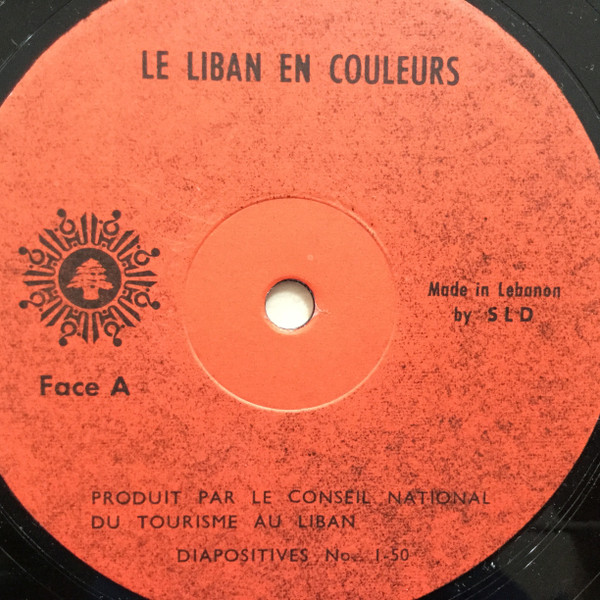 LE LIBAN EN COULEURS
Made in Lebanon
by SLD
Face A
PRODUIT PAR LE CONSEIL NATIONAL
DU TOURISME AU LIBAN
DIAPOSITIVES No. 1-50